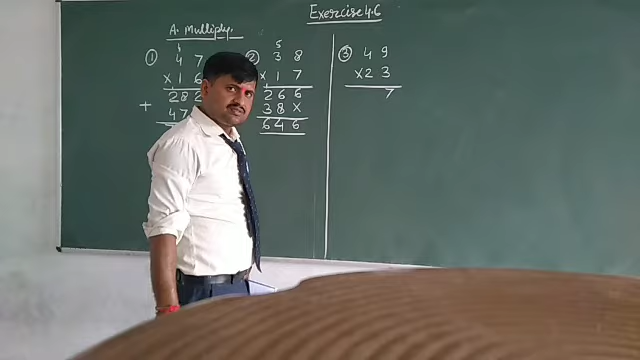 Exercise 4.6
A. Multiply.
① 4 7
× 1 6
2 8 2
+ 4 7
② 5
3 8
× 1 7
2 6 6
3 8 ×
6 4 6
③ 4 9
× 2 3
7